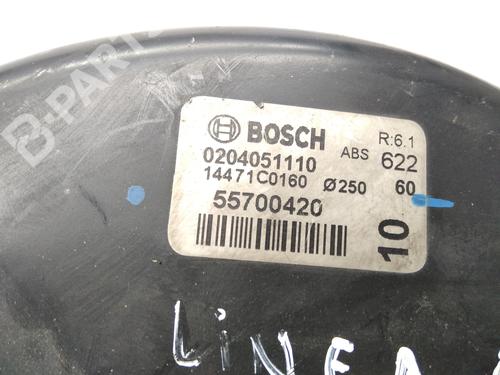 BOSCH R:6.1
0204051110 ABS 622
14471C0160 Ø250 60
55700420
10
LINEA
B-PARTS